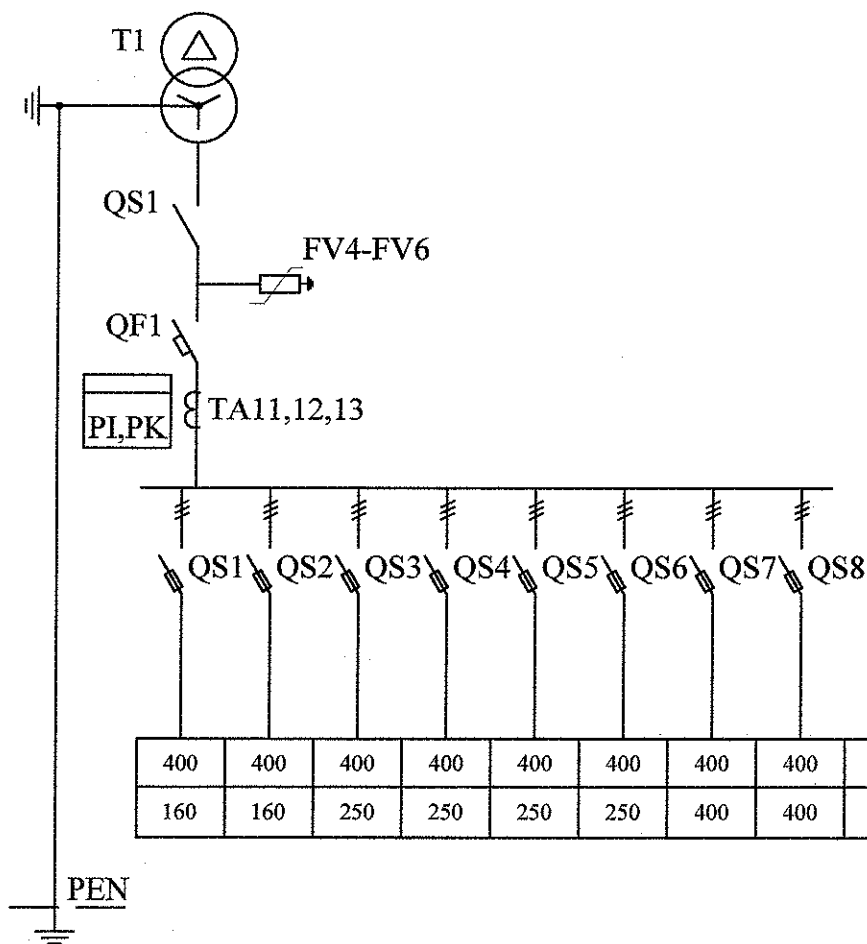 T1
QS1
FV4-FV6
QF1
PI,PK
TA11,12,13
QS1 QS2 QS3 QS4 QS5 QS6 QS7 QS8
400 400 400 400 400 400 400 400
160 160 250 250 250 250 400 400
PEN